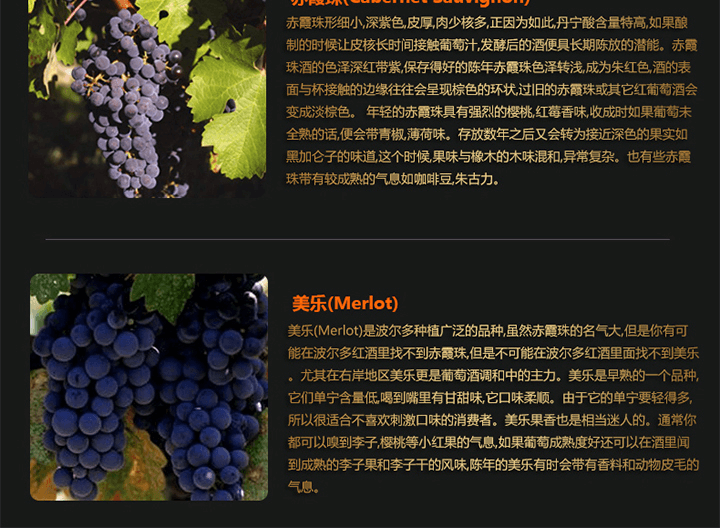 赤霞珠(Cabernet Sauvignon)
赤霞珠形细小,深紫色,皮厚,肉少核多,正因为如此,丹宁酸含量特高,如果酿
制的时候让皮核长时间接触葡萄汁,发酵后的酒便具长期陈放的潜能。赤霞
珠酒的色泽深红带紫,保存得好的陈年赤霞珠色泽转浅,成为朱红色,酒的表
面与杯接触的边缘往往会呈现棕色的环状,过旧的赤霞珠或其它红葡萄酒会
变成淡棕色。 年轻的赤霞珠具有强烈的樱桃,红莓香味,收成时如果葡萄未
全熟的话,便会带青椒,薄荷味。存放数年之后又会转为接近深色的果实如
黑加仑子的味道,这个时候,果味与橡木的木味混和,异常复杂。也有些赤霞
珠带有较成熟的气息如咖啡豆,朱古力。
美乐(Merlot)
美乐(Merlot)是波尔多种植广泛的品种,虽然赤霞珠的名气大,但是你有可
能在波尔多红酒里找不到赤霞珠,但是不可能在波尔多红酒里面找不到美乐
。尤其在右岸地区美乐更是葡萄酒调和中的主力。美乐是早熟的一个品种,
它们单宁含量低,喝到嘴里有甘甜味,它口味柔顺。由于它的单宁要轻得多,
所以很适合不喜欢刺激口味的消费者。美乐果香也是相当迷人的。通常你
都可以嗅到李子,樱桃等小红果的气息,如果葡萄成熟度好还可以在酒里闻
到成熟的李子果和李子干的风味,陈年的美乐有时会带有香料和动物皮毛的
气息。